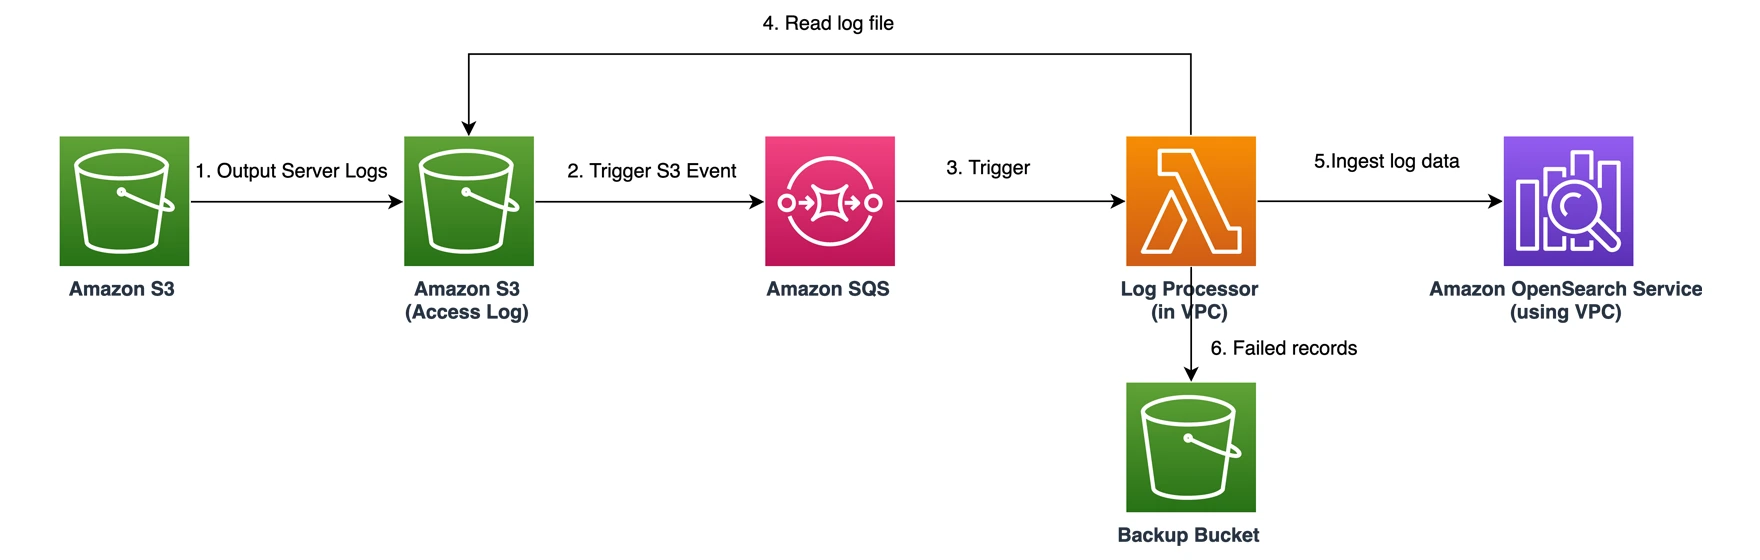 4. Read log file
1. Output Server Logs
2. Trigger S3 Event
3. Trigger
5.Ingest log data
Amazon S3
Amazon S3
(Access Log)
Amazon SQS
Log Processor
(in VPC)
Amazon OpenSearch Service
(using VPC)
6. Failed records
Backup Bucket